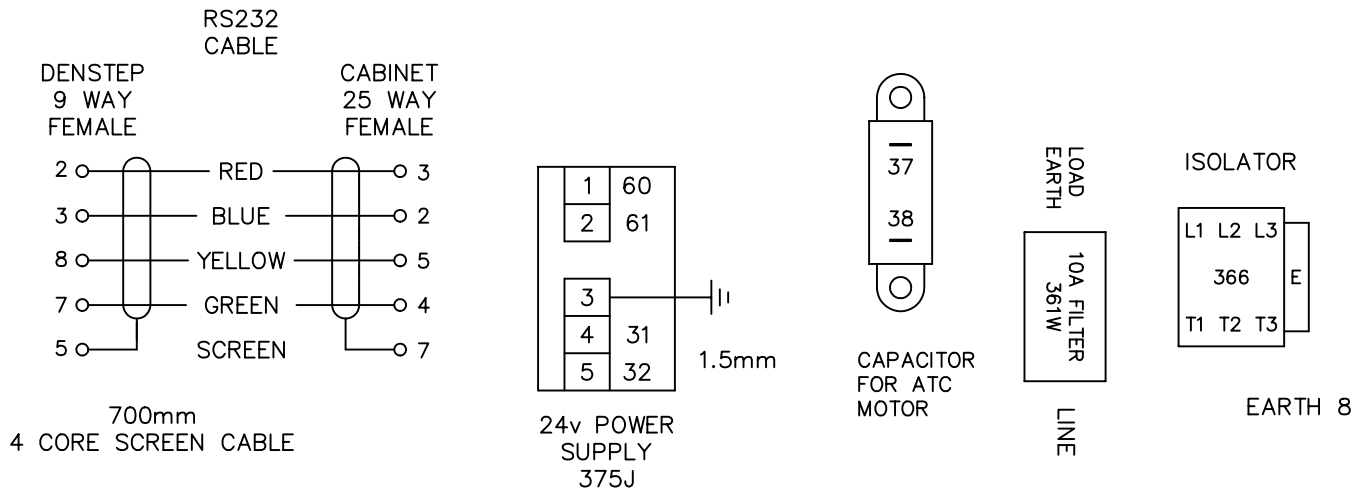 RS232
CABLE
DENSTEP
9 WAY
FEMALE
CABINET
25 WAY
FEMALE
2 RED 3
3 BLUE 2
8 YELLOW 5
7 GREEN 4
5 SCREEN 7
700mm
4 CORE SCREEN CABLE
1 60
2 61
3
4 31
5 32
1.5mm
24v POWER
SUPPLY
375J
37
38
CAPACITOR
FOR ATC
MOTOR
LOAD
EARTH
10A FILTER
361W
LINE
ISOLATOR
L1 L2 L3
366
E
T1 T2 T3
EARTH 8